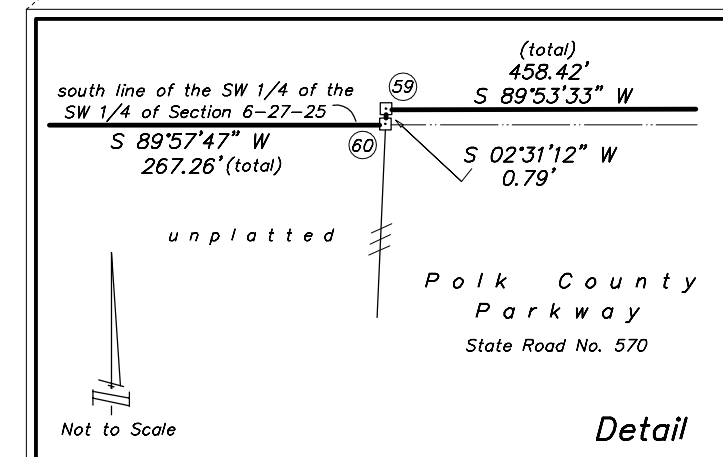 (total)
458.42'
S 89°53'33" W
59
south line of the SW 1/4 of the
SW 1/4 of Section 6-27-25
S 89°57'47" W
267.26' (total)
60
S 02°31'12" W
0.79'
unplatted
Polk County
Parkway
State Road No. 570
Not to Scale
Detail